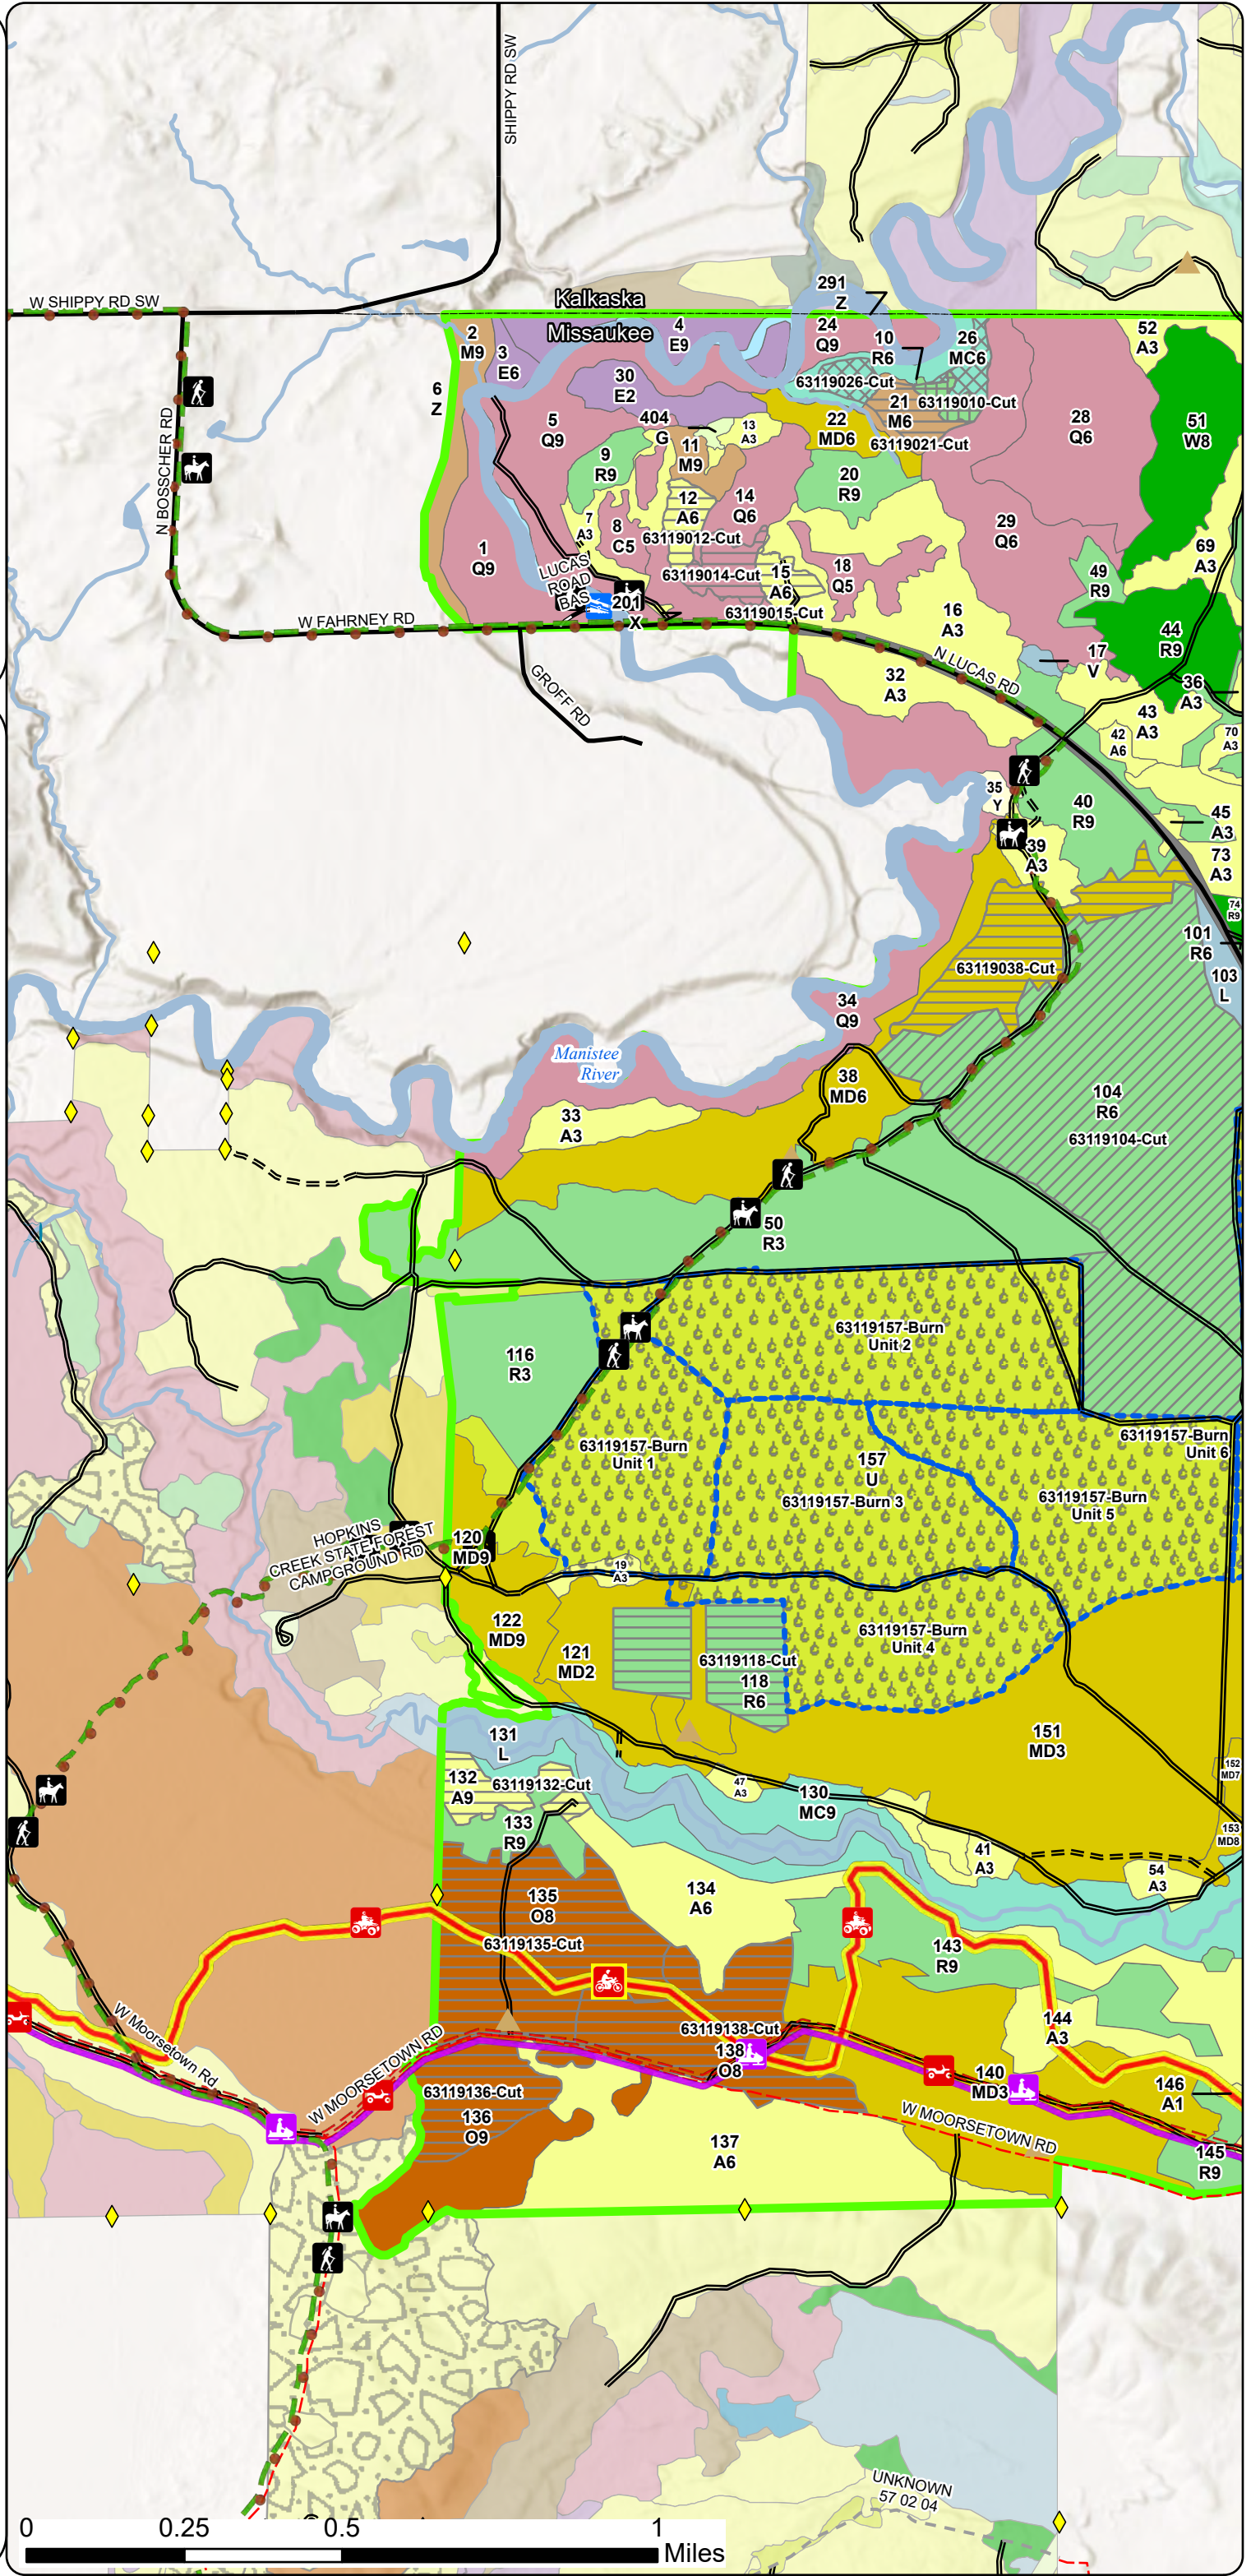 SHIPPY RD SW
W SHIPPY RD SW
N BOSSCHER RD
W FAHRNEY RD
GROFF RD
Kalkaska
Missaukee
291
Z
2
M9
3
E6
4
E9
24
Q9
10
R6
26
MC6
52
A3
6
Z
30
E2
63119026-Cut
63119010-Cut
21
M6
5
Q9
404
G
13
A3
22
MD6
63119021-Cut
28
Q6
51
W8
9
R9
11
M9
20
R9
12
A6
14
Q6
7
A3
8
C5
63119012-Cut
29
Q6
1
Q9
LUCAS
ROAD
BAS
63119014-Cut
15
A6
18
Q5
49
R9
69
A3
201
X
63119015-Cut
16
A3
44
R9
N LUCAS RD
17
V
32
A3
36
A3
43
A3
42
A6
70
A3
35
Y
40
R9
45
A3
39
A3
73
A3
74
R9
101
R6
63119038-Cut
103
L
34
Q9
Manistee
River
38
MD6
33
A3
104
R6
63119104-Cut
50
R3
63119157-Burn
Unit 2
116
R3
63119157-Burn
Unit 1
63119157-Burn
Unit 6
157
U
63119157-Burn 3
63119157-Burn
Unit 5
HOPKINS
CREEK STATE FOREST
CAMPGROUND RD
120
MD9
19
A3
122
MD9
63119157-Burn
Unit 4
121
MD2
63119118-Cut
118
R6
131
L
151
MD3
152
MD7
132
A9
63119132-Cut
47
A3
130
MC9
133
R9
153
MD8
41
A3
54
A3
135
O8
134
A6
63119135-Cut
143
R9
W Moorsetown Rd
W MOORSETOWN RD
63119138-Cut
138
O8
144
A3
140
MD3
146
A1
63119136-Cut
136
O9
W MOORSETOWN RD
137
A6
145
R9
UNKNOWN
57 02 04
0 0.25 0.5 1
Miles